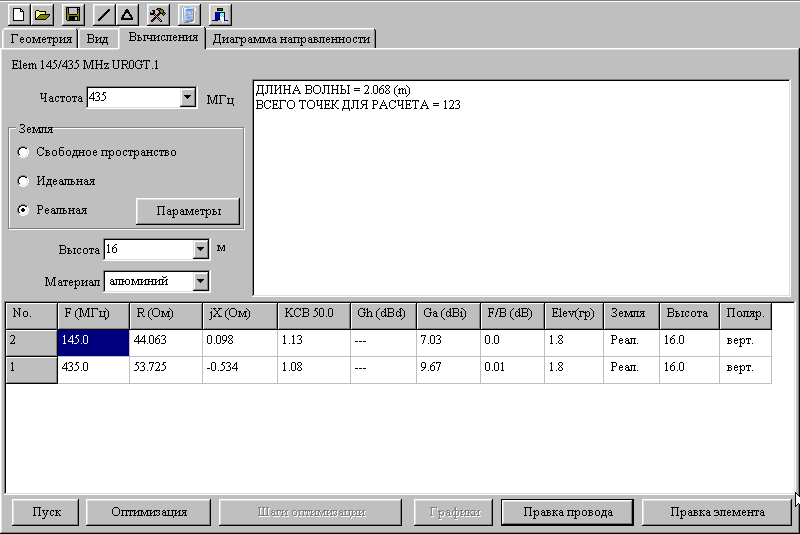 Геометрия Вид Вычисления Диаграмма направленности
Elem 145/435 MHz UR0GT.1
Частота 435 МГц
ДЛИНА ВОЛНЫ = 2.068 (m)
ВСЕГО ТОЧЕК ДЛЯ РАСЧЕТА = 123
Земля
Свободное пространство
Идеальная
Реальная Параметры
Высота 16 м
Материал алюминий
No. F (МГц) R (Ом) jX (Ом) КСВ 50.0 Gh (dBd) Ga (dBi) F/B (dB) Elev(гр) Земля Высота Поляр.
2 145.0 44.063 0.098 1.13 --- 7.03 0.0 1.8 Реал. 16.0 верт.
1 435.0 53.725 -0.534 1.08 --- 9.67 0.01 1.8 Реал. 16.0 верт.
Пуск Оптимизация Шаги оптимизации Графики Правка провода Правка элемента